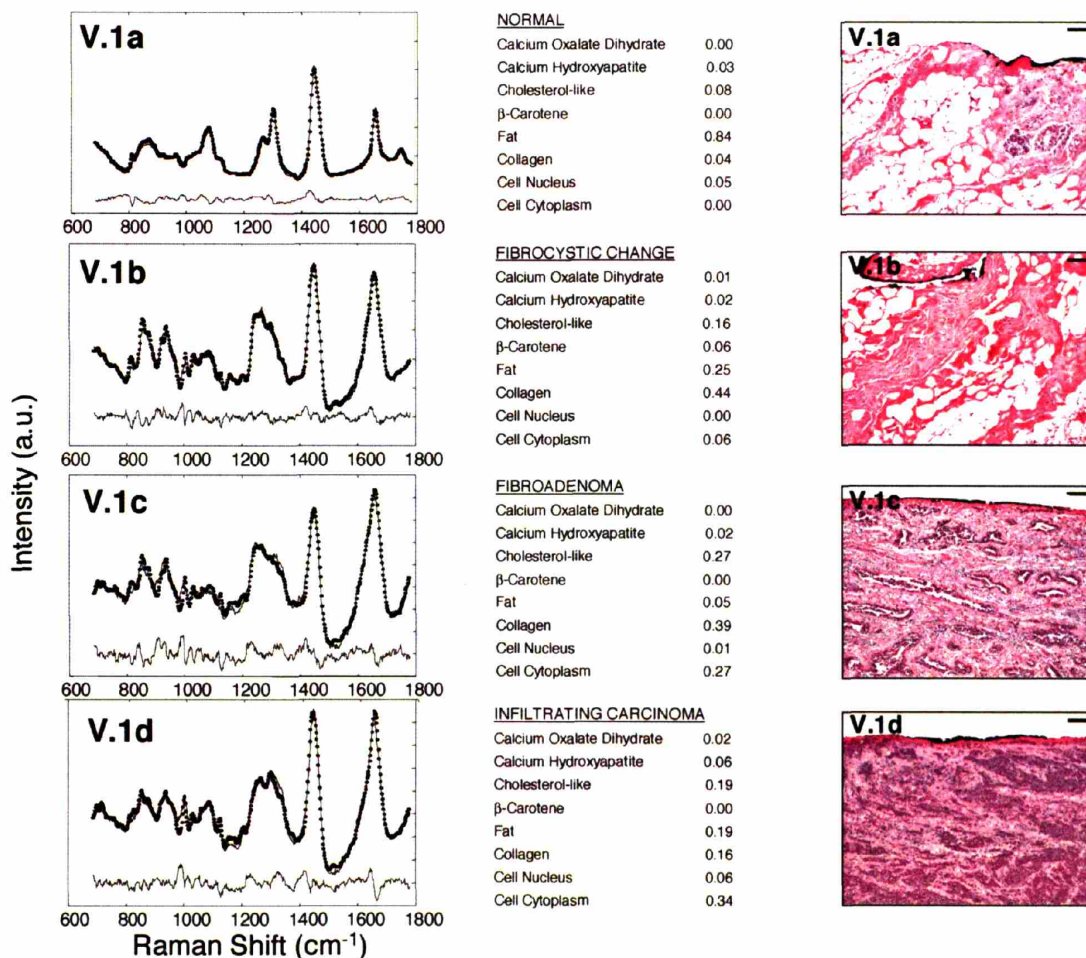 V.1a
600 800 1000 1200 1400 1600 1800
V.1b
600 800 1000 1200 1400 1600 1800
V.1c
600 800 1000 1200 1400 1600 1800
V.1d
600 800 1000 1200 1400 1600 1800
Intensity (a.u.)
Raman Shift (cm⁻¹)
NORMAL
Calcium Oxalate Dihydrate 0.00
Calcium Hydroxyapatite 0.03
Cholesterol-like 0.08
β-Carotene 0.00
Fat 0.84
Collagen 0.04
Cell Nucleus 0.05
Cell Cytoplasm 0.00
FIBROCYSTIC CHANGE
Calcium Oxalate Dihydrate 0.01
Calcium Hydroxyapatite 0.02
Cholesterol-like 0.16
β-Carotene 0.06
Fat 0.25
Collagen 0.44
Cell Nucleus 0.00
Cell Cytoplasm 0.06
FIBROADENOMA
Calcium Oxalate Dihydrate 0.00
Calcium Hydroxyapatite 0.02
Cholesterol-like 0.27
β-Carotene 0.00
Fat 0.05
Collagen 0.39
Cell Nucleus 0.01
Cell Cytoplasm 0.27
INFILTRATING CARCINOMA
Calcium Oxalate Dihydrate 0.02
Calcium Hydroxyapatite 0.06
Cholesterol-like 0.19
β-Carotene 0.00
Fat 0.19
Collagen 0.16
Cell Nucleus 0.06
Cell Cytoplasm 0.34
V.1a
V.1b
V.1c
V.1d